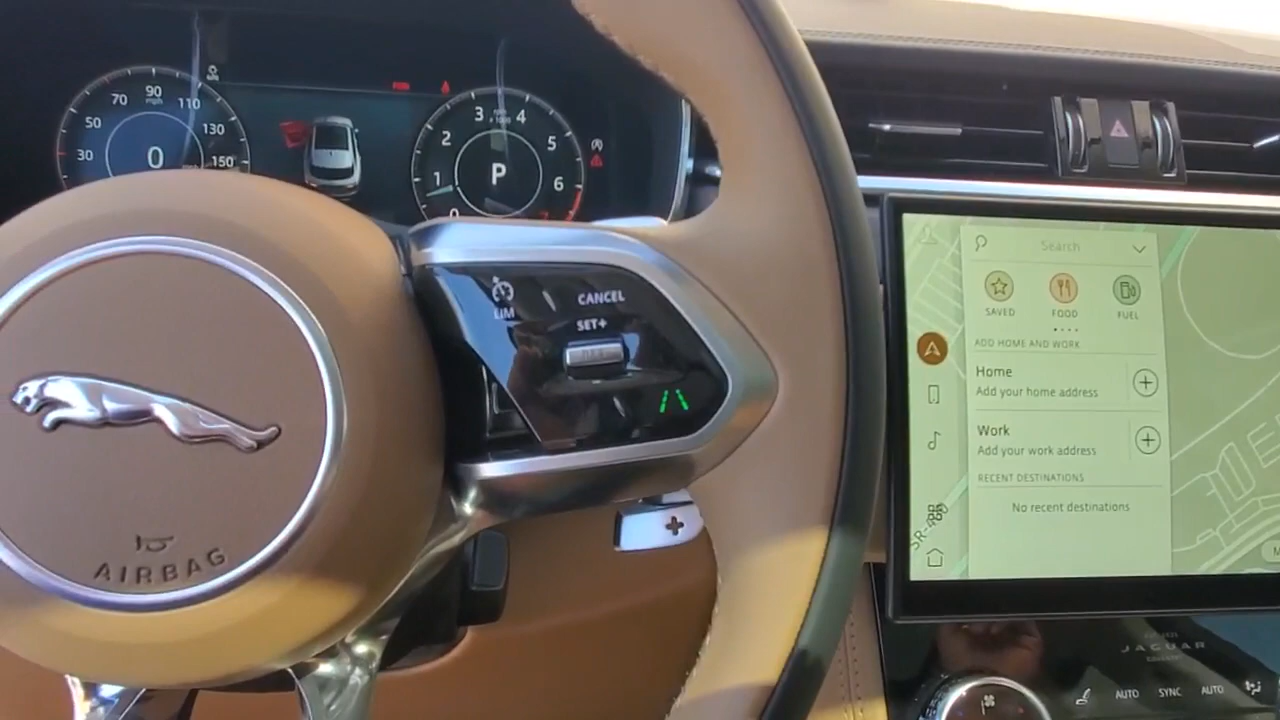 30
50
70
90
mph
110
130
150
0
1
2
3
4
5
6
0
P
LIM
CANCEL
SET+
AIRBAG
+
Search
SAVED
FOOD
FUEL
ADD HOME AND WORK
Home
Add your home address
Work
Add your work address
RECENT DESTINATIONS
No recent destinations
JAGUAR
AUTO
SYNC
AUTO